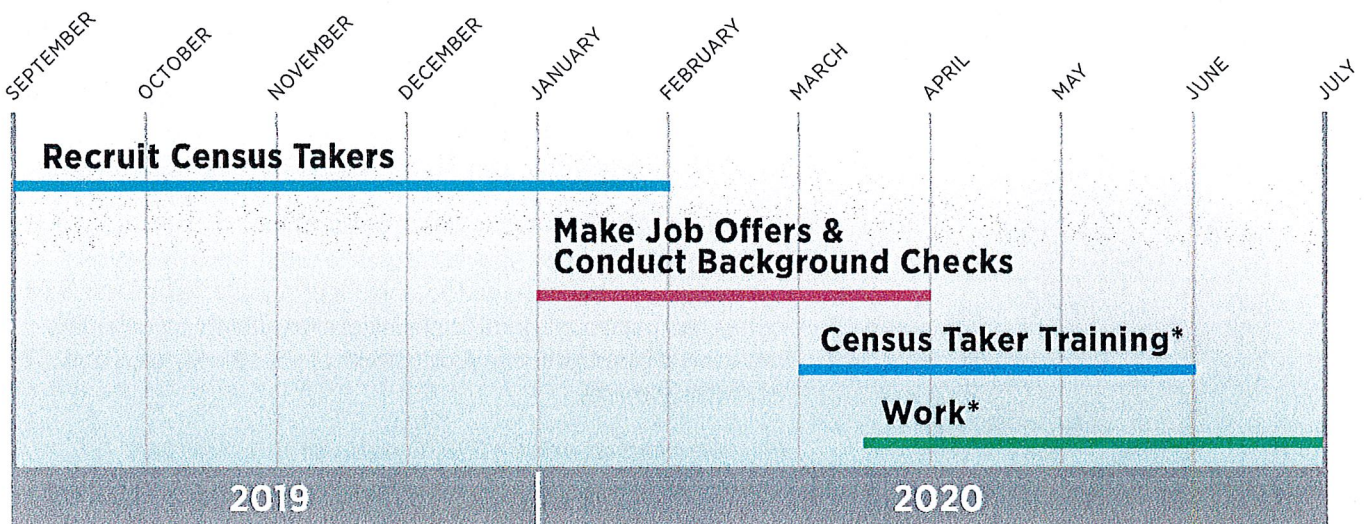 SEPTEMBER
OCTOBER
NOVEMBER
DECEMBER
JANUARY
FEBRUARY
MARCH
APRIL
MAY
JUNE
JULY
Recruit Census Takers
Make Job Offers &
Conduct Background Checks
Census Taker Training*
Work*
2019
2020